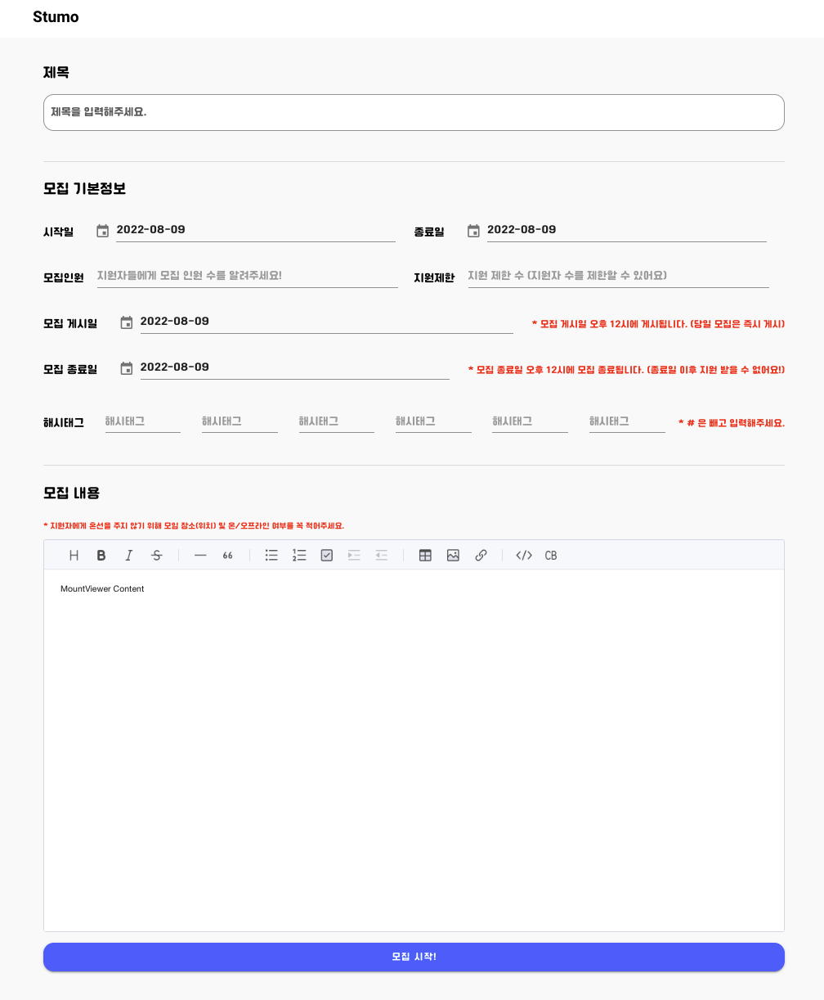 Stumo
제목
제목을 입력해주세요.
모집 기본정보
시작일 2022-08-09 종료일 2022-08-09
모집인원 지원자들에게 모집 인원 수를 알려주세요! 지원제한 지원 제한 수 (지원자 수를 제한할 수 있어요)
모집 게시일 2022-08-09 * 모집 게시일 오후 12시에 게시됩니다. (당일 모집은 즉시 게시)
모집 종료일 2022-08-09 * 모집 종료일 오후 12시에 모집 종료됩니다. (종료일 이후 지원 받을 수 없어요!)
해시태그 해시태그 해시태그 해시태그 해시태그 해시태그 해시태그 * # 은 빼고 입력해주세요.
모집 내용
* 지원자에게 혼선을 주지 않기 위해 모임 장소(위치) 및 온/오프라인 여부를 꼭 적어주세요.
H B I S — 66 </> CB
MountViewer Content
모집 시작!